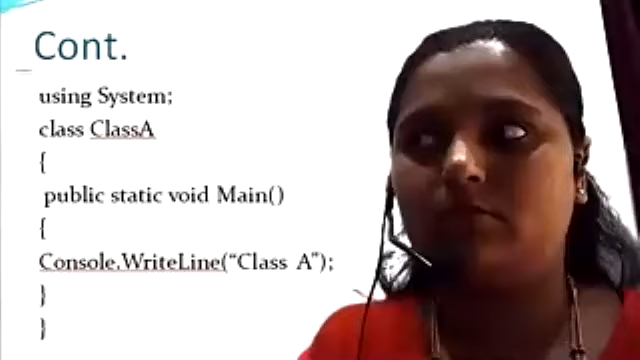 Cont.
using System;
class ClassA
{
public static void Main()
{
Console.WriteLine(“Class A”);
}
}